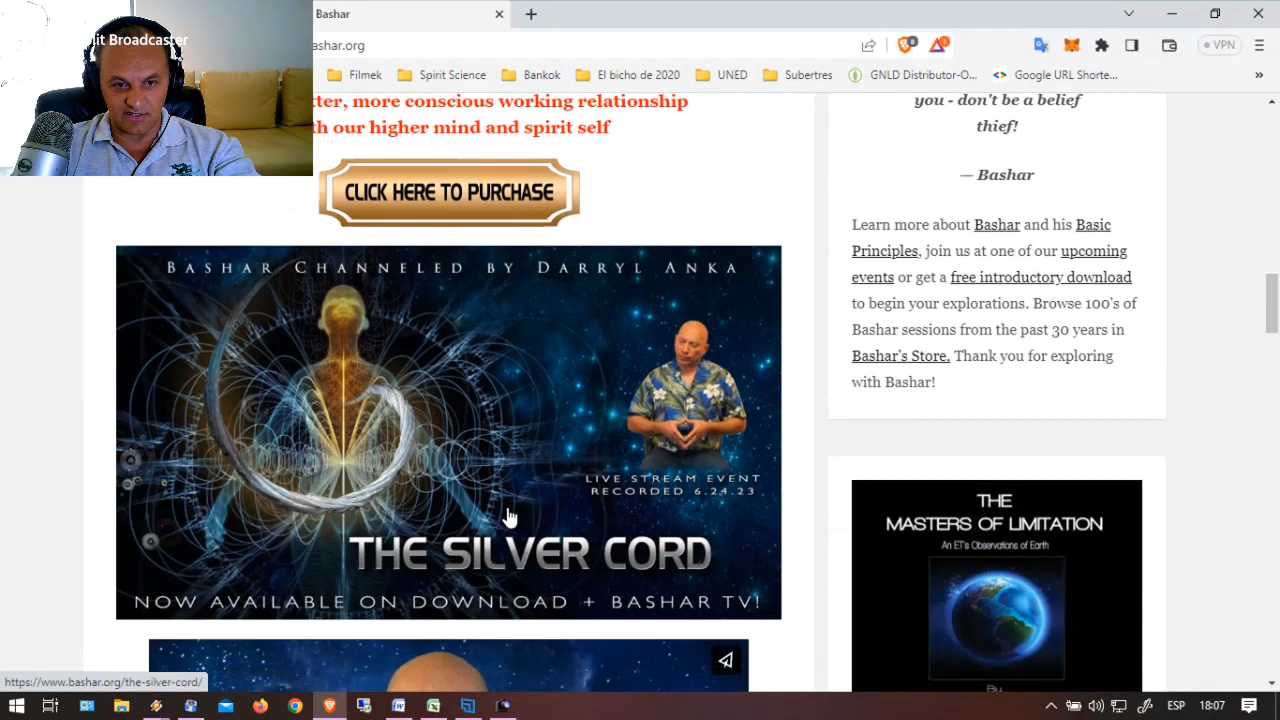 it Broadcaster
Bashar
ashar.org
VPN
Filmek
Spirit Science
Bankok
El bicho de 2020
UNED
Subertres
GNLD Distributor-O...
Google URL Shorte...
»
tter, more conscious working relationship
th our higher mind and spirit self
CLICK HERE TO PURCHASE
BASHAR CHANNELED BY DARRYL ANKA
LIVE STREAM EVENT
RECORDED 6.24.23
THE SILVER CORD
NOW AVAILABLE ON DOWNLOAD + BASHAR TV!
you - don't be a belief
thief!
— Bashar
Learn more about Bashar and his Basic
Principles, join us at one of our upcoming
events or get a free introductory download
to begin your explorations. Browse 100's of
Bashar sessions from the past 30 years in
Bashar's Store. Thank you for exploring
with Bashar!
THE
MASTERS OF LIMITATION
An ET's Observations of Earth
By
https://www.bashar.org/the-silver-cord/
ESP
18:07